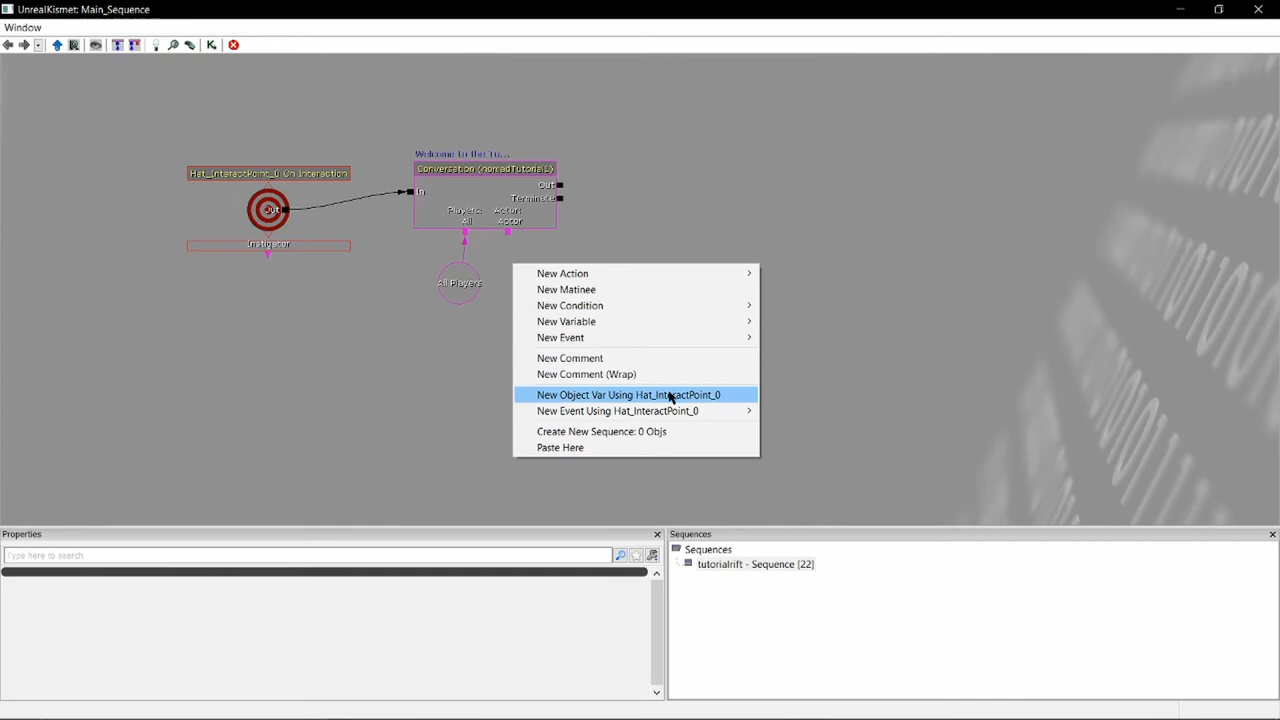 UnrealKismet: Main_Sequence
Window
Welcome to the Tu...
Hat_InteractPoint_0 On Interaction
Conversation (nomadTutorial1)
Out
In
Out
Terminate
Players:
Actor:
All
Actor
Instigator
All Players
New Action
New Matinee
New Condition
New Variable
New Event
New Comment
New Comment (Wrap)
New Object Var Using Hat_InteractPoint_0
New Event Using Hat_InteractPoint_0
Create New Sequence: 0 Objs
Paste Here
Properties
Sequences
Type here to search
Sequences
tutorialrift - Sequence [22]